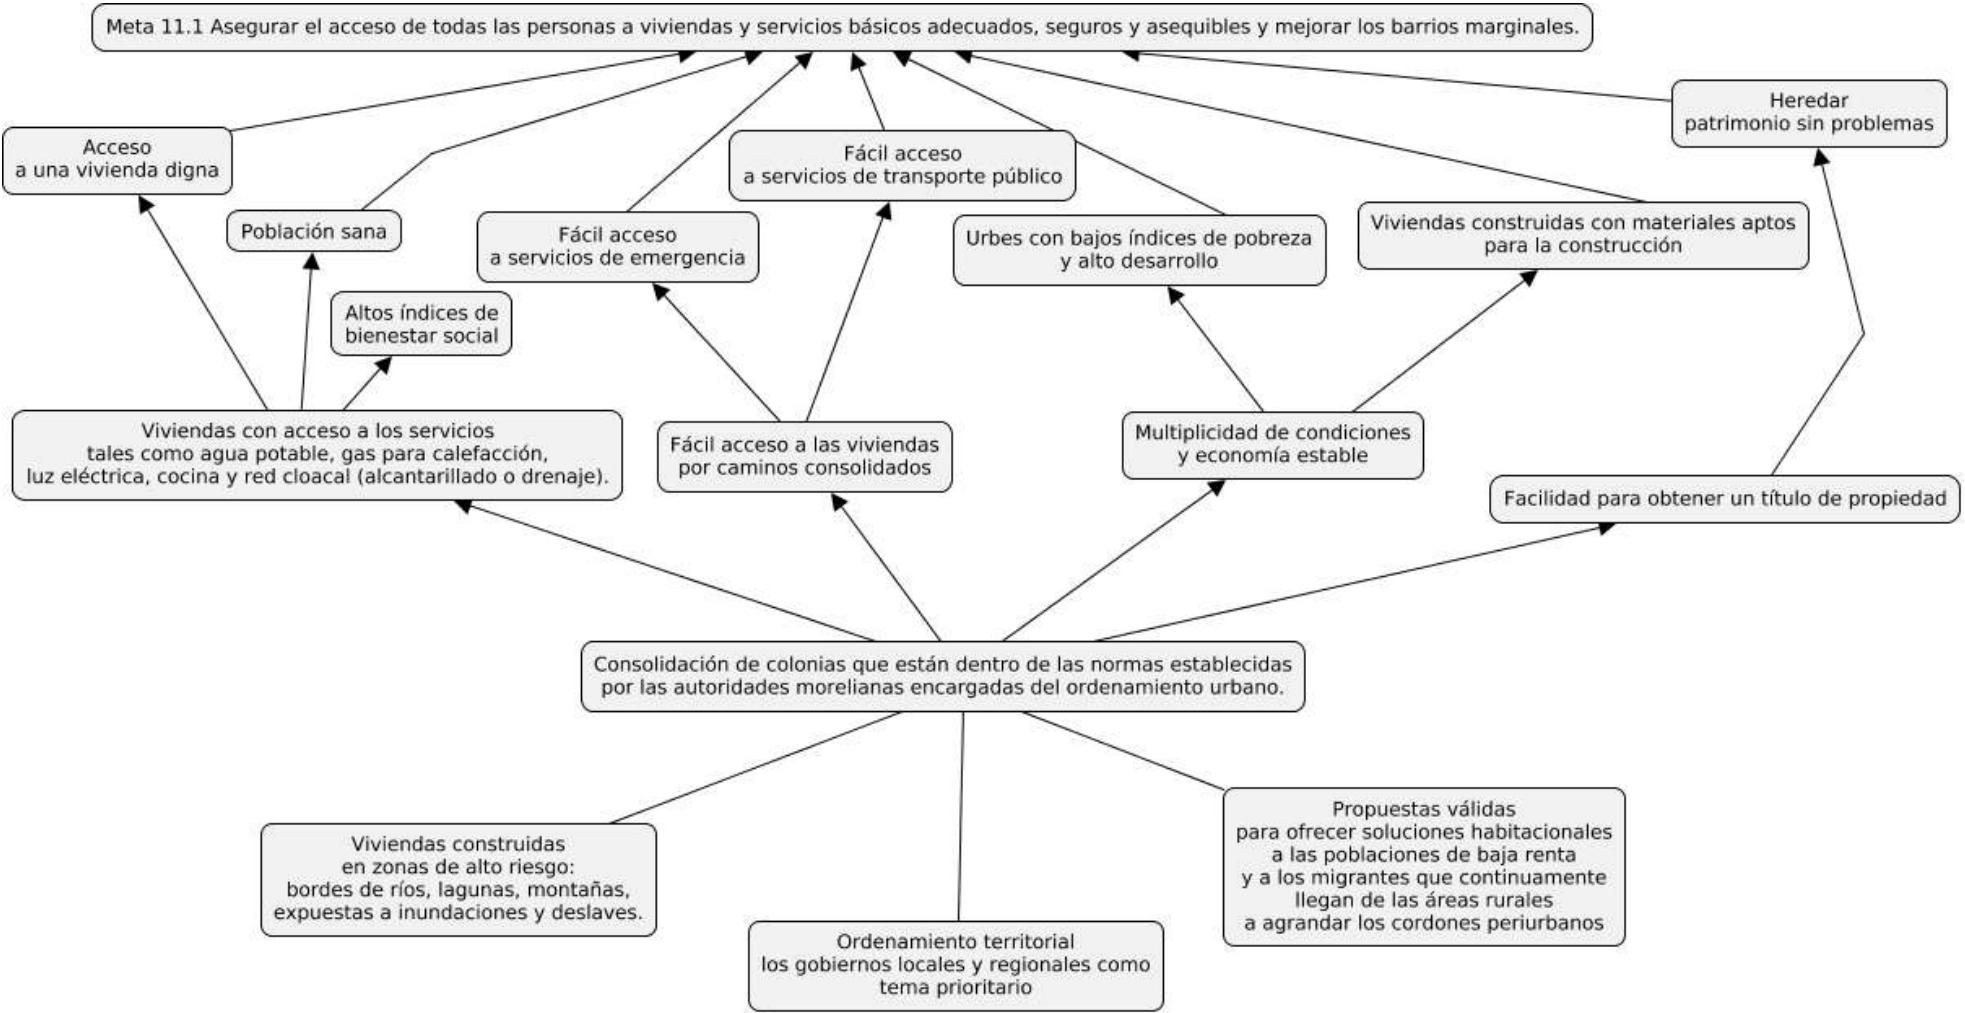 Meta 11.1 Asegurar el acceso de todas las personas a viviendas y servicios básicos adecuados, seguros y asequibles y mejorar los barrios marginales.
Heredar
patrimonio sin problemas
Acceso
a una vivienda digna
Fácil acceso
a servicios de transporte público
Población sana
Fácil acceso
a servicios de emergencia
Urbes con bajos índices de pobreza
y alto desarrollo
Viviendas construidas con materiales aptos
para la construcción
Altos índices de
bienestar social
Viviendas con acceso a los servicios
tales como agua potable, gas para calefacción,
luz eléctrica, cocina y red cloacal (alcantarillado o drenaje).
Fácil acceso a las viviendas
por caminos consolidados
Multiplicidad de condiciones
y economía estable
Facilidad para obtener un título de propiedad
Consolidación de colonias que están dentro de las normas establecidas
por las autoridades morelianas encargadas del ordenamiento urbano.
Viviendas construidas
en zonas de alto riesgo:
bordes de ríos, lagunas, montañas,
expuestas a inundaciones y deslaves.
Ordenamiento territorial
los gobiernos locales y regionales como
tema prioritario
Propuestas válidas
para ofrecer soluciones habitacionales
a las poblaciones de baja renta
y a los migrantes que continuamente
llegan de las áreas rurales
a agrandar los cordones periurbanos